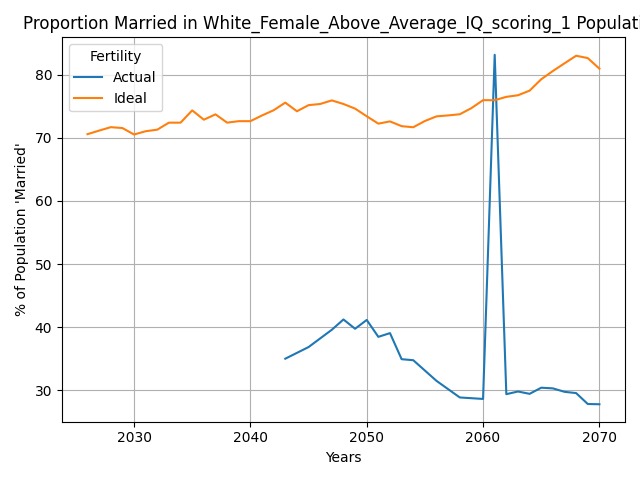 Proportion Married in White_Female_Above_Average_IQ_scoring_1 Populati
Fertility
Actual
Ideal
80
70
60
50
40
30
% of Population 'Married'
2030
2040
2050
2060
2070
Years